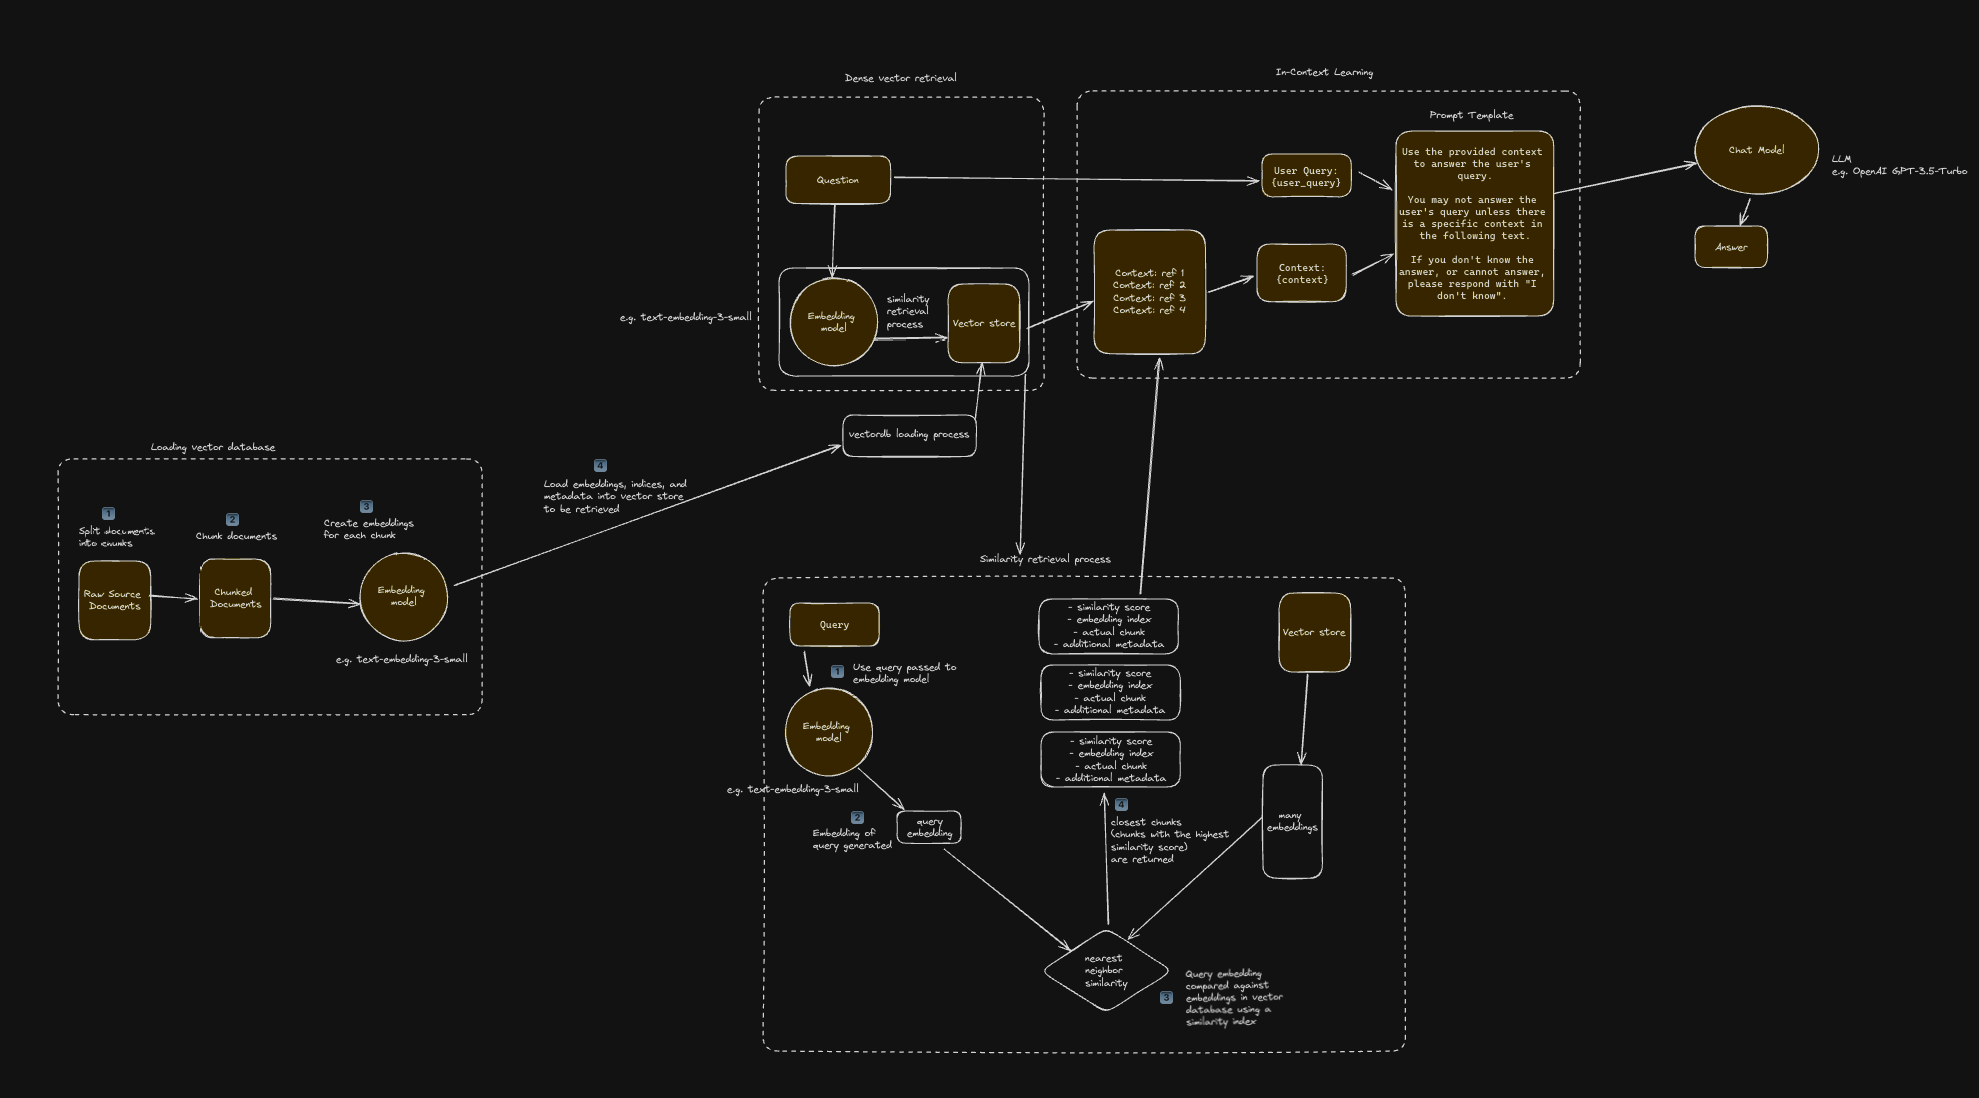 Dense vector retrieval
Question
e.g. text-embedding-3-small
Embedding
model
similarity
retrieval
process
Vector store
vectordb loading process
In-Context Learning
User Query:
{user_query}
Context: ref 1
Context: ref 2
Context: ref 3
Context: ref 4
Context:
{context}
Prompt Template
Use the provided context
to answer the user's
query.
You may not answer the
user's query unless there
is a specific context in
the following text.
If you don't know the
answer, or cannot answer,
please respond with "I
don't know".
Chat Model
LLM
e.g. OpenAI GPT-3.5-Turbo
Answer
Loading vector database
1
Split documents
into chunks
Raw Source
Documents
2
Chunk documents
Chunked
Documents
3
Create embeddings
for each chunk
Embedding
model
e.g. text-embedding-3-small
4
Load embeddings, indices, and
metadata into vector store
to be retrieved
Similarity retrieval process
Query
1
Use query passed to
embedding model
Embedding
model
e.g. text-embedding-3-small
2
Embedding of
query generated
query
embedding
- similarity score
- embedding index
- actual chunk
- additional metadata
- similarity score
- embedding index
- actual chunk
- additional metadata
- similarity score
- embedding index
- actual chunk
- additional metadata
4
closest chunks
(chunks with the highest
similarity score)
are returned
Vector store
many
embeddings
nearest
neighbor
similarity
3
Query embedding
compared against
embeddings in vector
database using a
similarity index